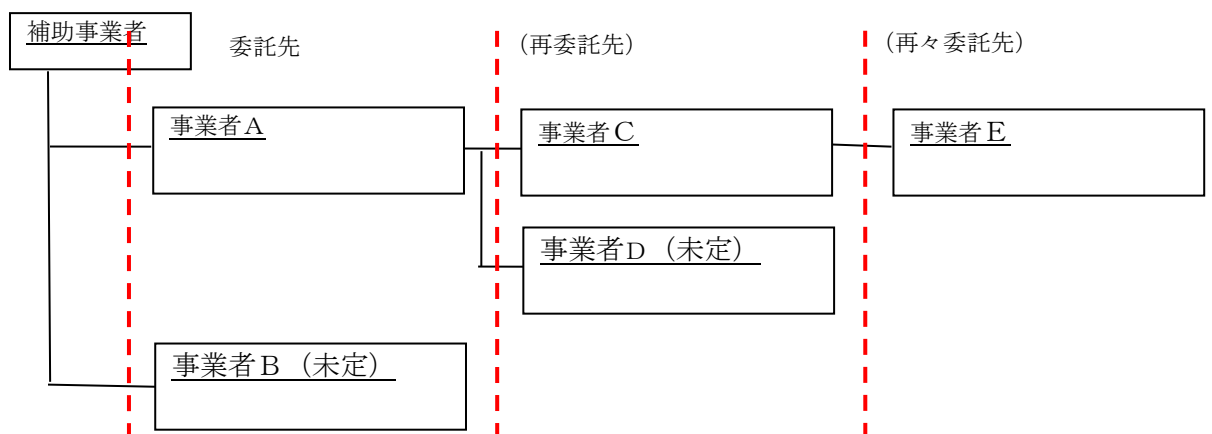 補助事業者
委託先
(再委託先)
(再々委託先)
事業者A
事業者C
事業者E
事業者D（未定）
事業者B（未定）